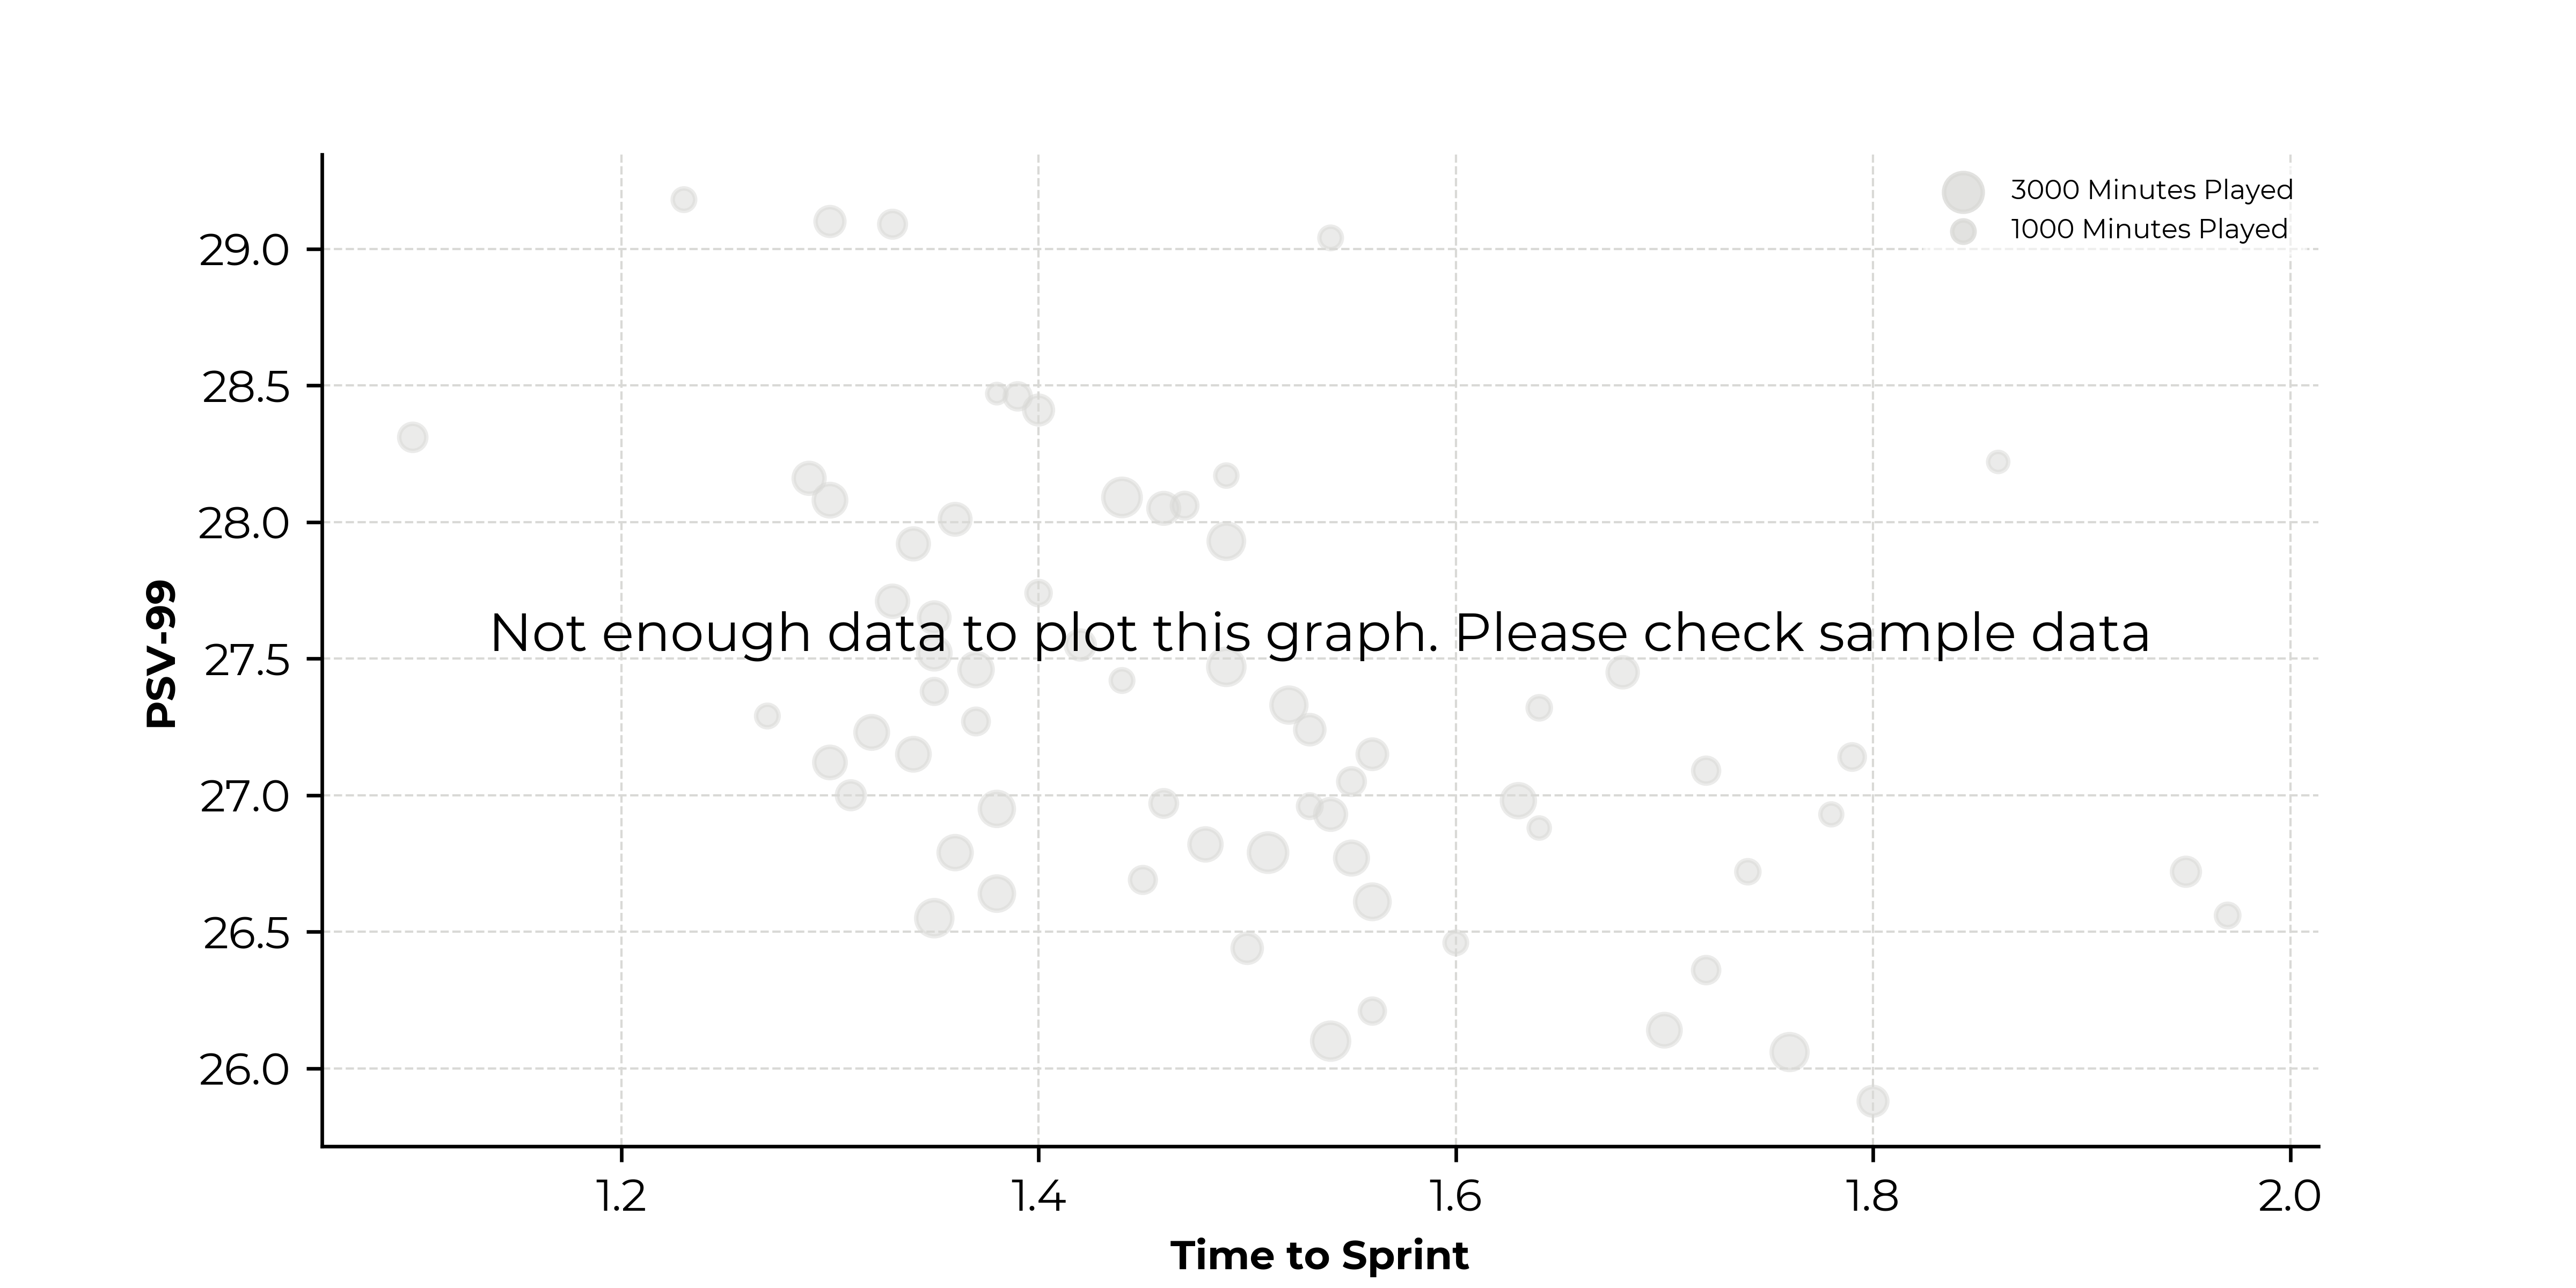 3000 Minutes Played
1000 Minutes Played
29.0
28.5
28.0
27.5
27.0
26.5
26.0
PSV-99
Not enough data to plot this graph. Please check sample data
1.2
1.4
1.6
1.8
2.0
Time to Sprint